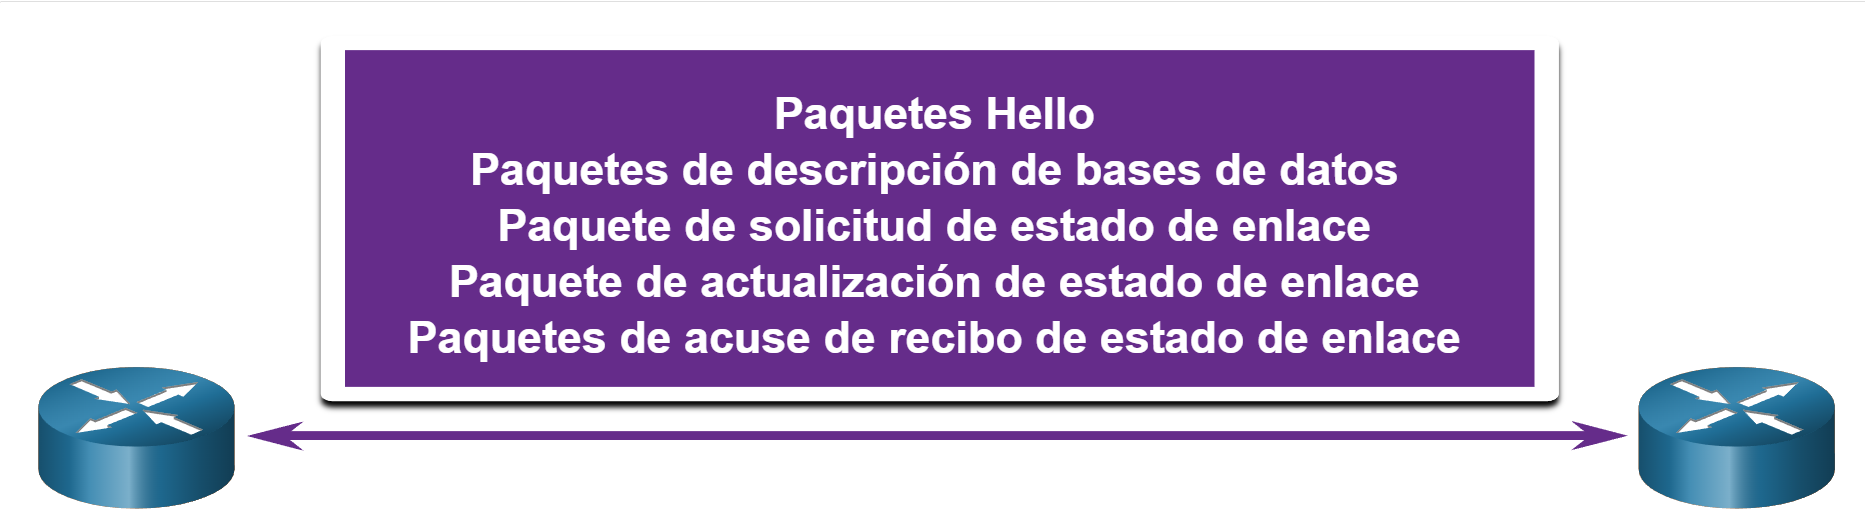 Paquetes Hello
Paquetes de descripción de bases de datos
Paquete de solicitud de estado de enlace
Paquete de actualización de estado de enlace
Paquetes de acuse de recibo de estado de enlace